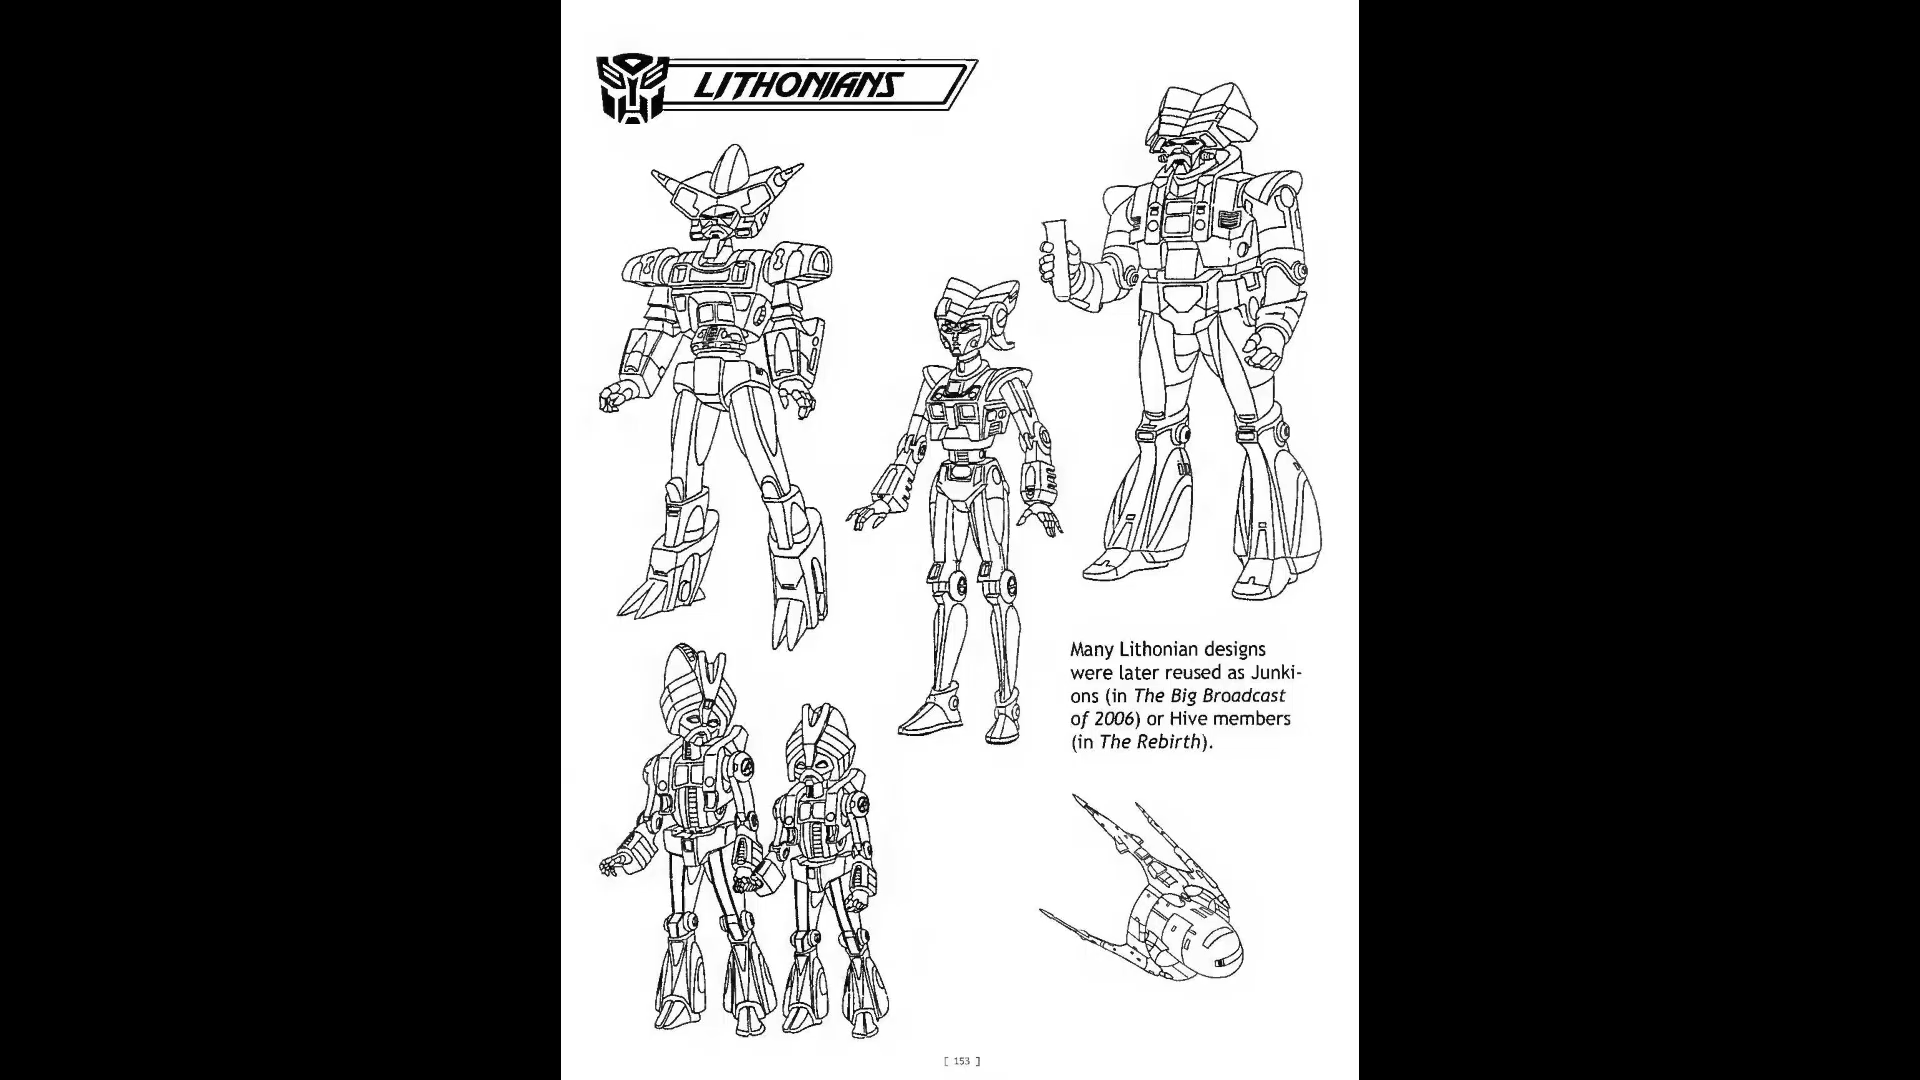 LITHONIANS
Many Lithonian designs
were later reused as Junki-
ons (in The Big Broadcast
of 2006) or Hive members
(in The Rebirth).
[ 153 ]